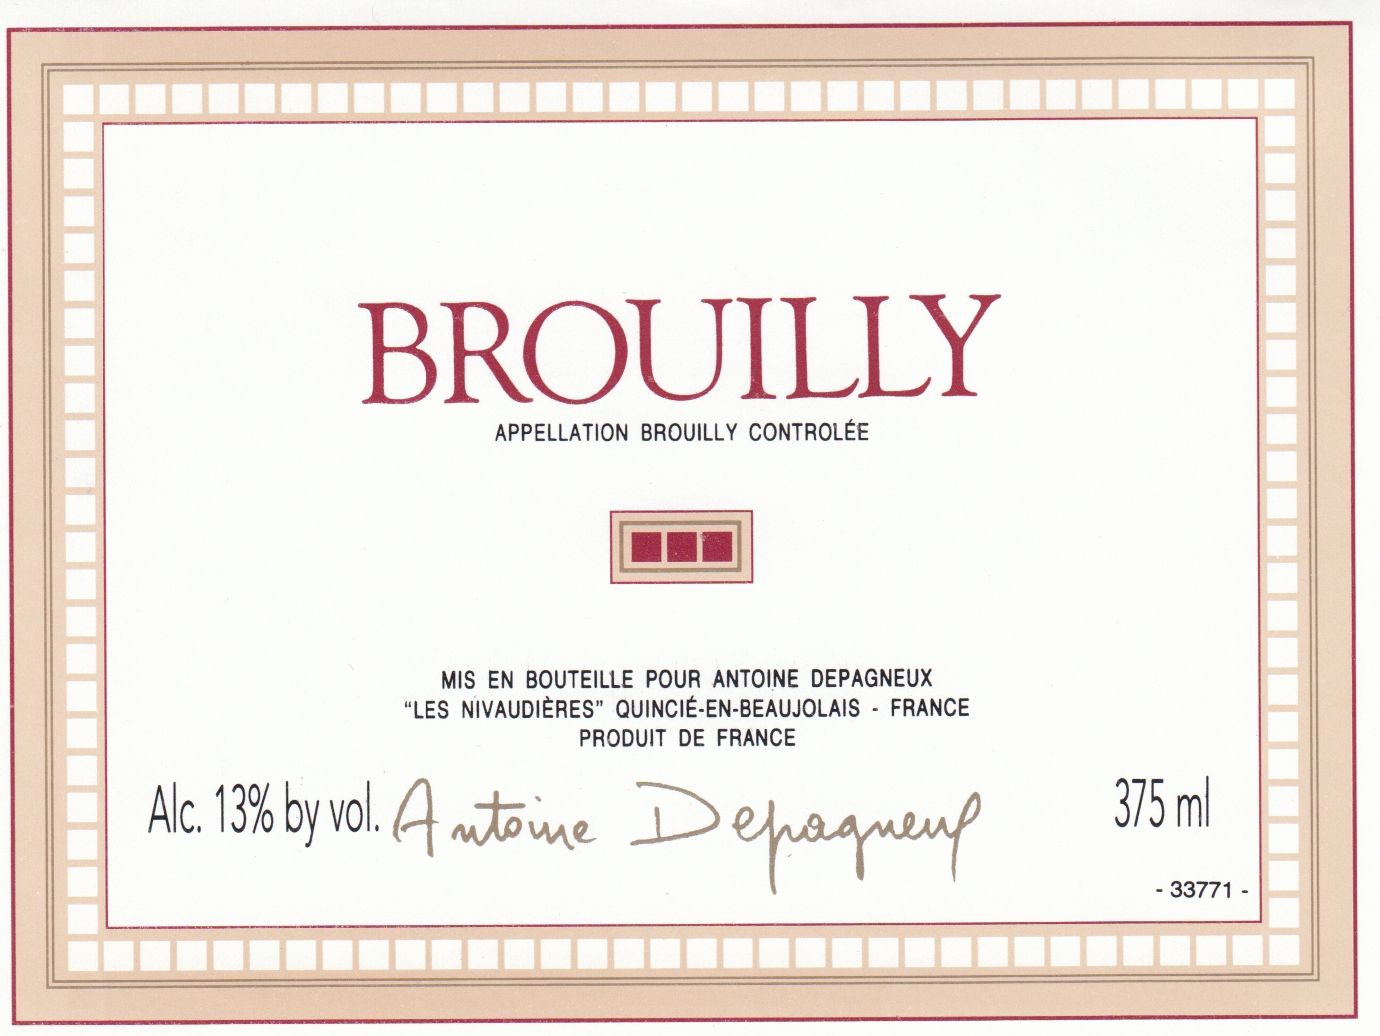 BROUILLY
APPELLATION BROUILLY CONTROLÉE
MIS EN BOUTEILLE POUR ANTOINE DEPAGNEUX
“LES NIVAUDIÈRES” QUINCIÉ-EN-BEAUJOLAIS - FRANCE
PRODUIT DE FRANCE
Alc. 13% by vol. Antoine Depagneux 375 ml
- 33771 -